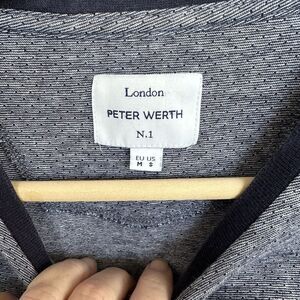 London
PETER WERTH
N.1
EU US
M S